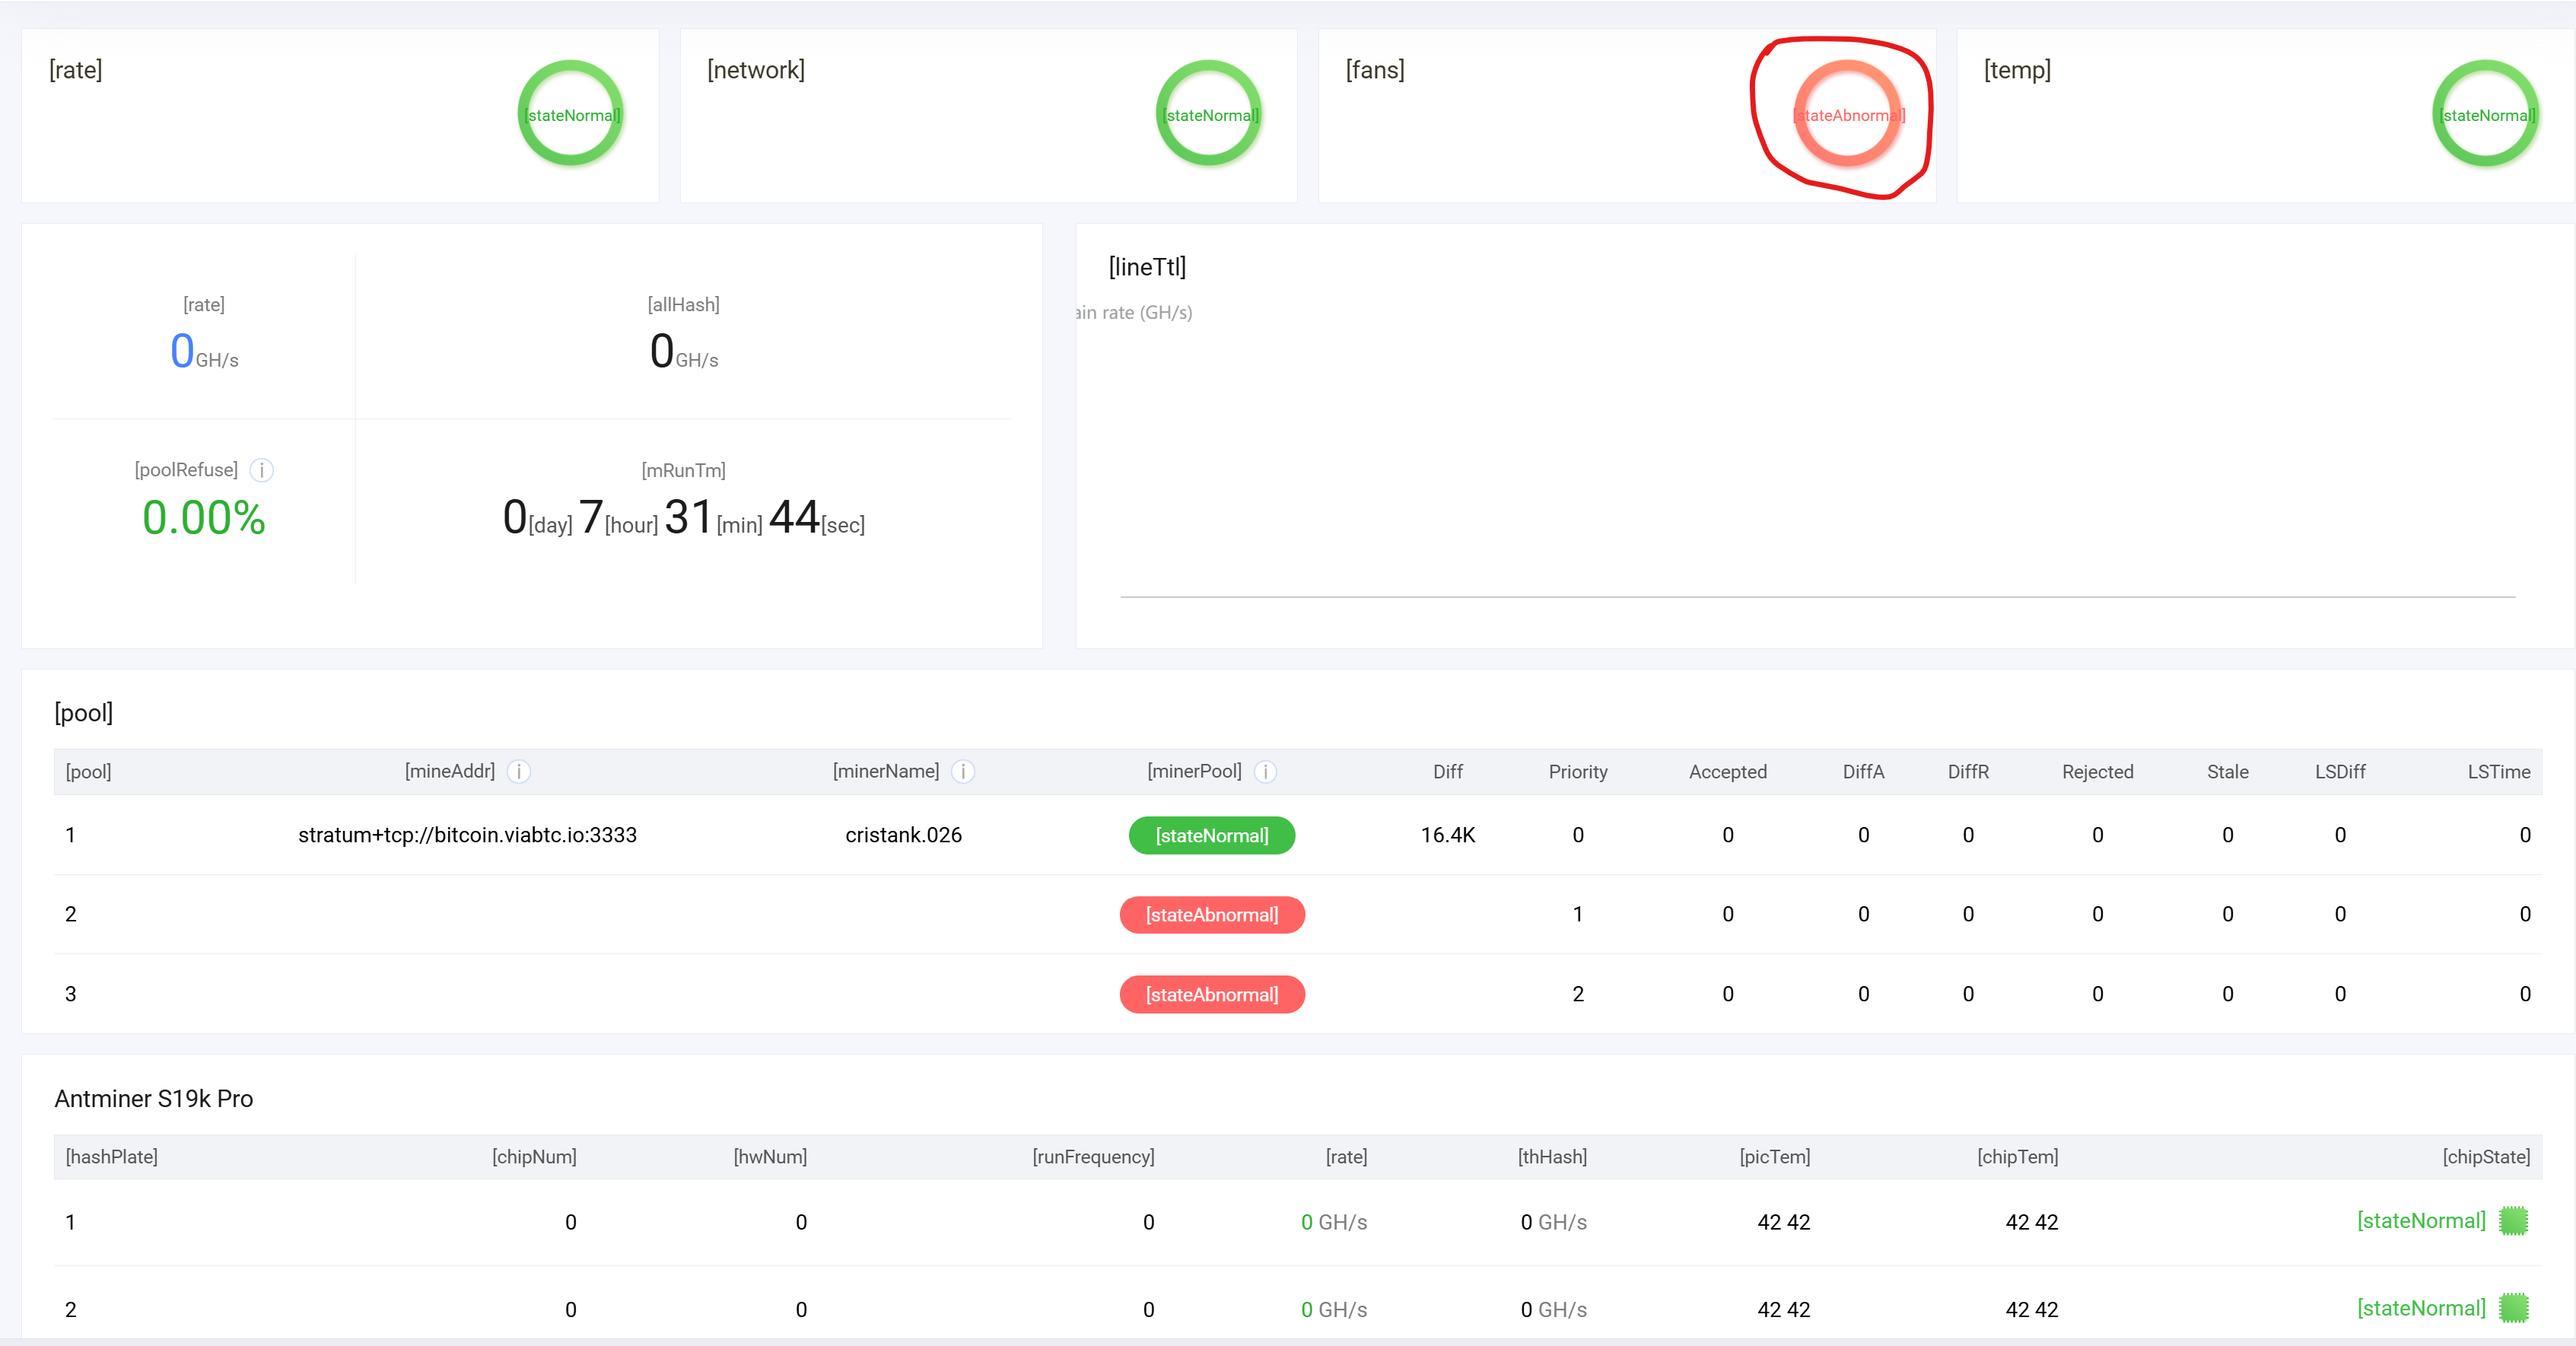 [rate] [stateNormal] [network] [stateNormal] [fans] [stateAbnormal] [temp] [stateNormal]
[rate] [allHash]
0GH/s 0GH/s
[poolRefuse] i [mRunTm]
0.00% 0[day] 7[hour] 31[min] 44[sec]
[lineTtl]
ain rate (GH/s)
[pool]
[pool] [mineAddr] i [minerName] i [minerPool] i Diff Priority Accepted DiffA DiffR Rejected Stale LSDiff LSTime
1 stratum+tcp://bitcoin.viabtc.io:3333 cristank.026 [stateNormal] 16.4K 0 0 0 0 0 0 0 0
2 [stateAbnormal] 1 0 0 0 0 0 0 0
3 [stateAbnormal] 2 0 0 0 0 0 0 0
Antminer S19k Pro
[hashPlate] [chipNum] [hwNum] [runFrequency] [rate] [thHash] [picTem] [chipTem] [chipState]
1 0 0 0 0 GH/s 0 GH/s 42 42 42 42 [stateNormal]
2 0 0 0 0 GH/s 0 GH/s 42 42 42 42 [stateNormal]